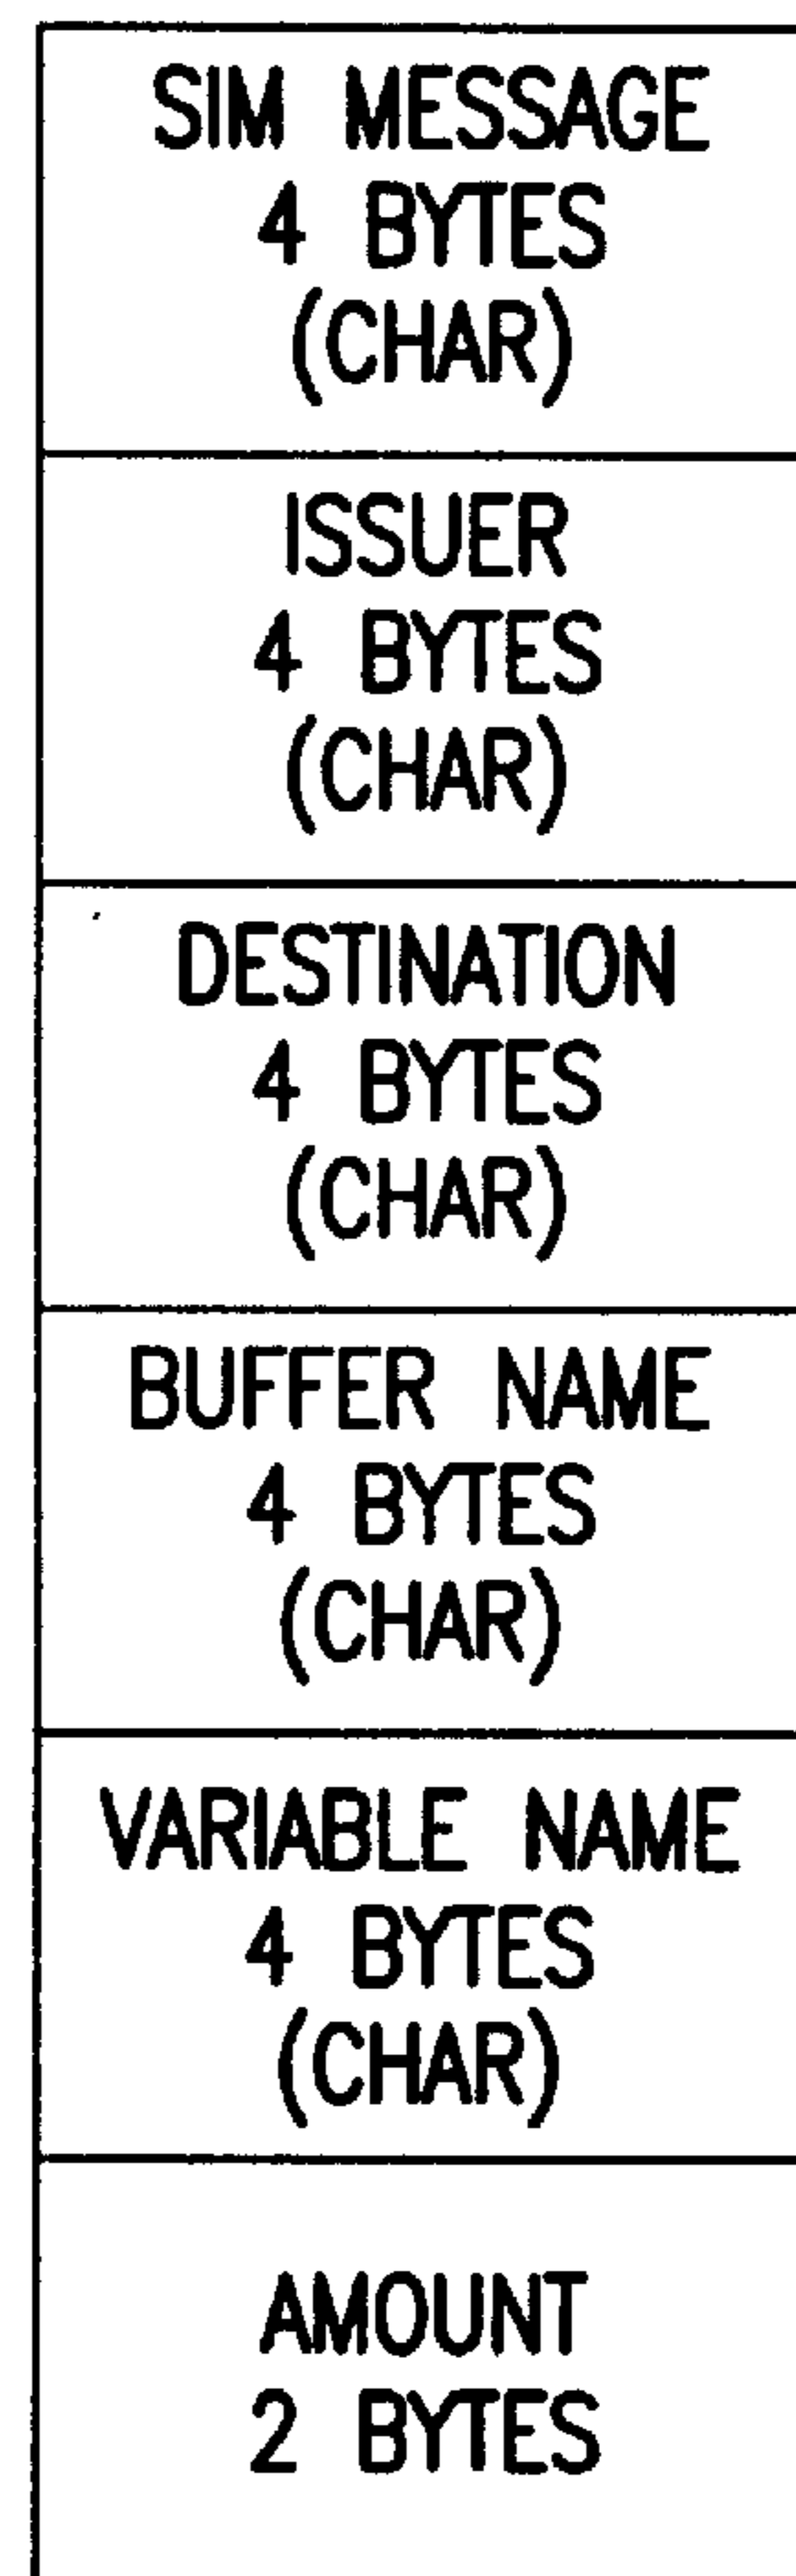 SIM MESSAGE
4 BYTES
(CHAR)
ISSUER
4 BYTES
(CHAR)
DESTINATION
4 BYTES
(CHAR)
BUFFER NAME
4 BYTES
(CHAR)
VARIABLE NAME
4 BYTES
(CHAR)
AMOUNT
2 BYTES